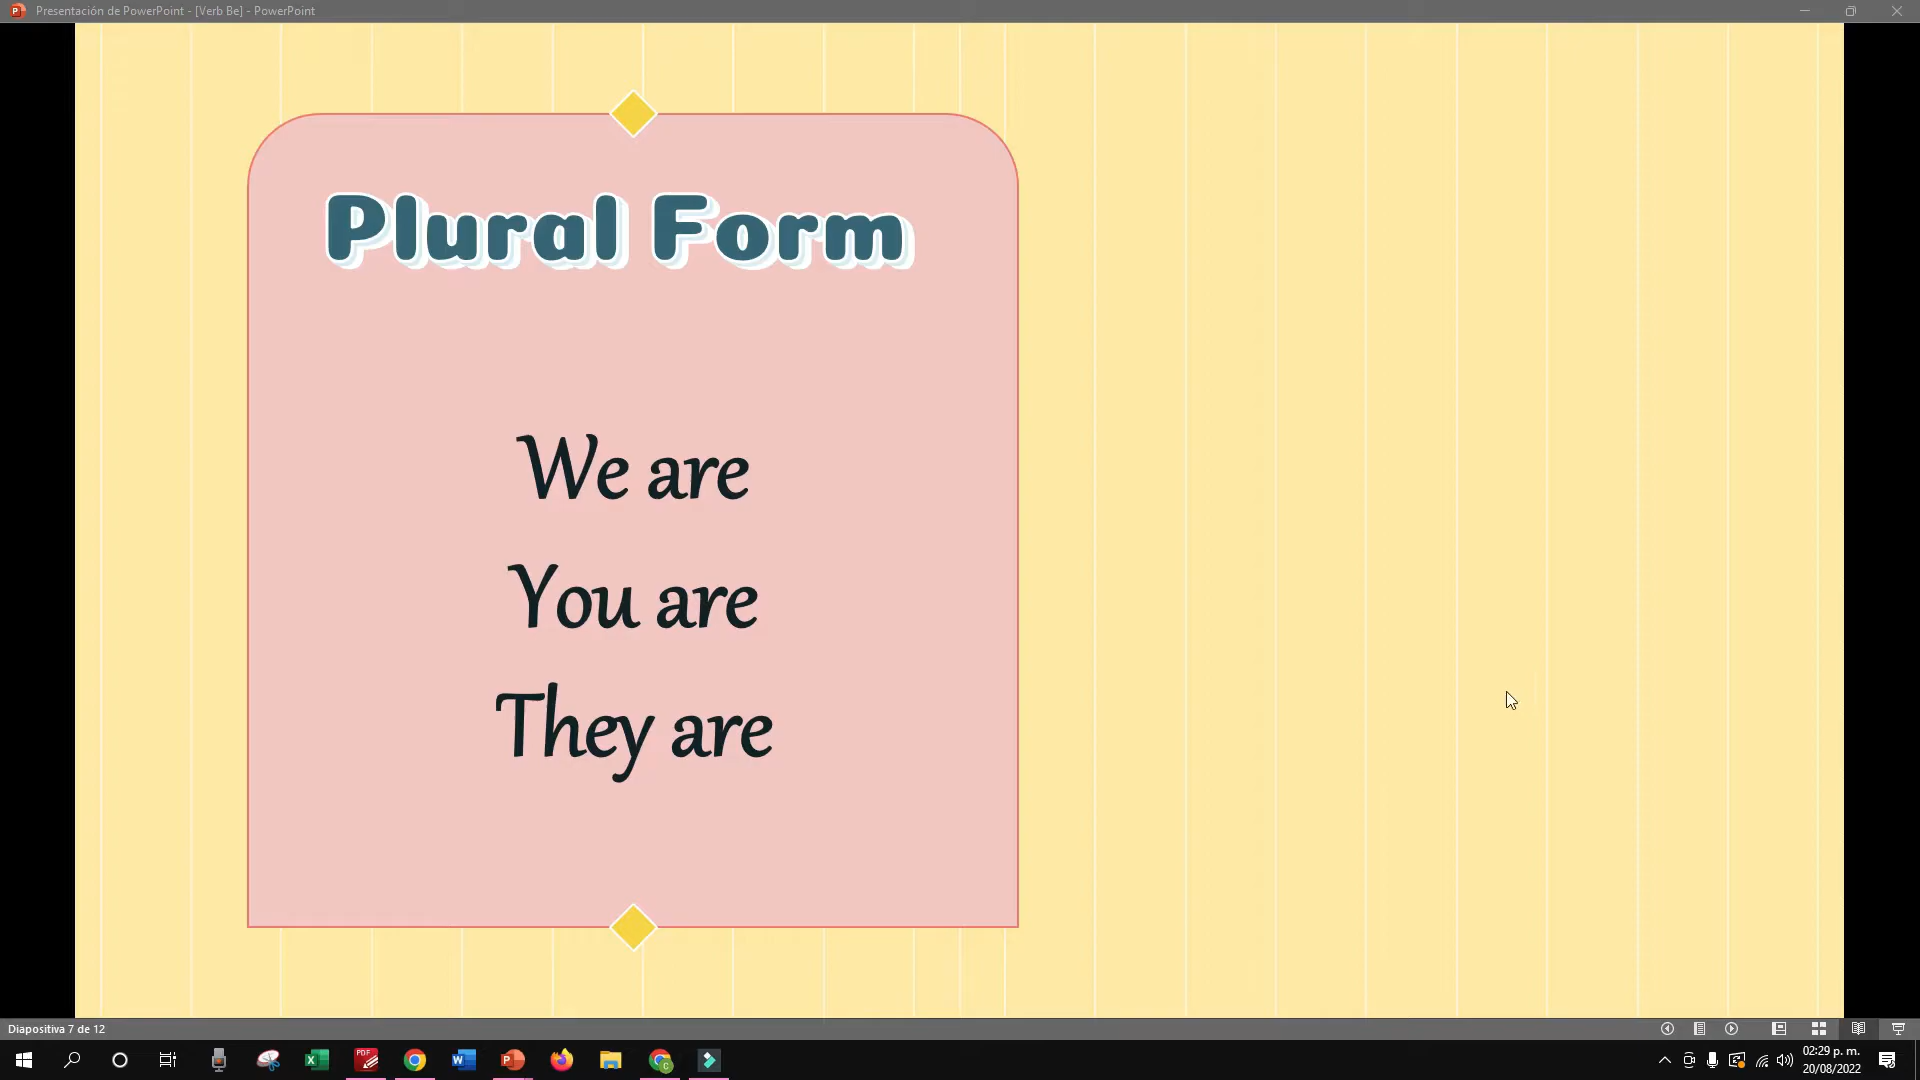 Presentación de PowerPoint - [Verb Be] - PowerPoint
Plural Form
We are
You are
They are
Diapositiva 7 de 12
PDF
02:29 p. m.
20/08/2022